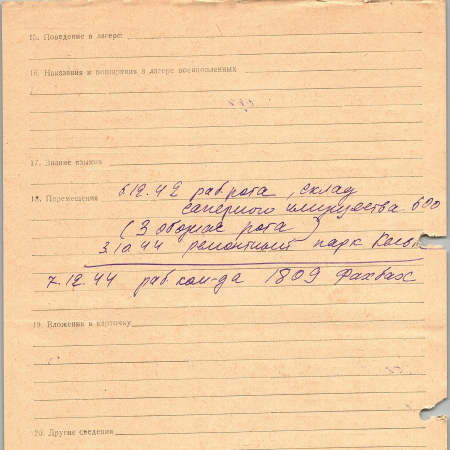 15. Поведение в лагере:
16. Наказания и поощрения в лагере военнопленных
17. Знание языков
18. Перемещения 6.12.42 раб.рота, склад
саперного имущества 600
(3 оборная рота)
3.10.44 ремонтный парк
7.12.44 раб ком-да 1809 Фахбах
19. Вложения в карточку
20. Другие сведения